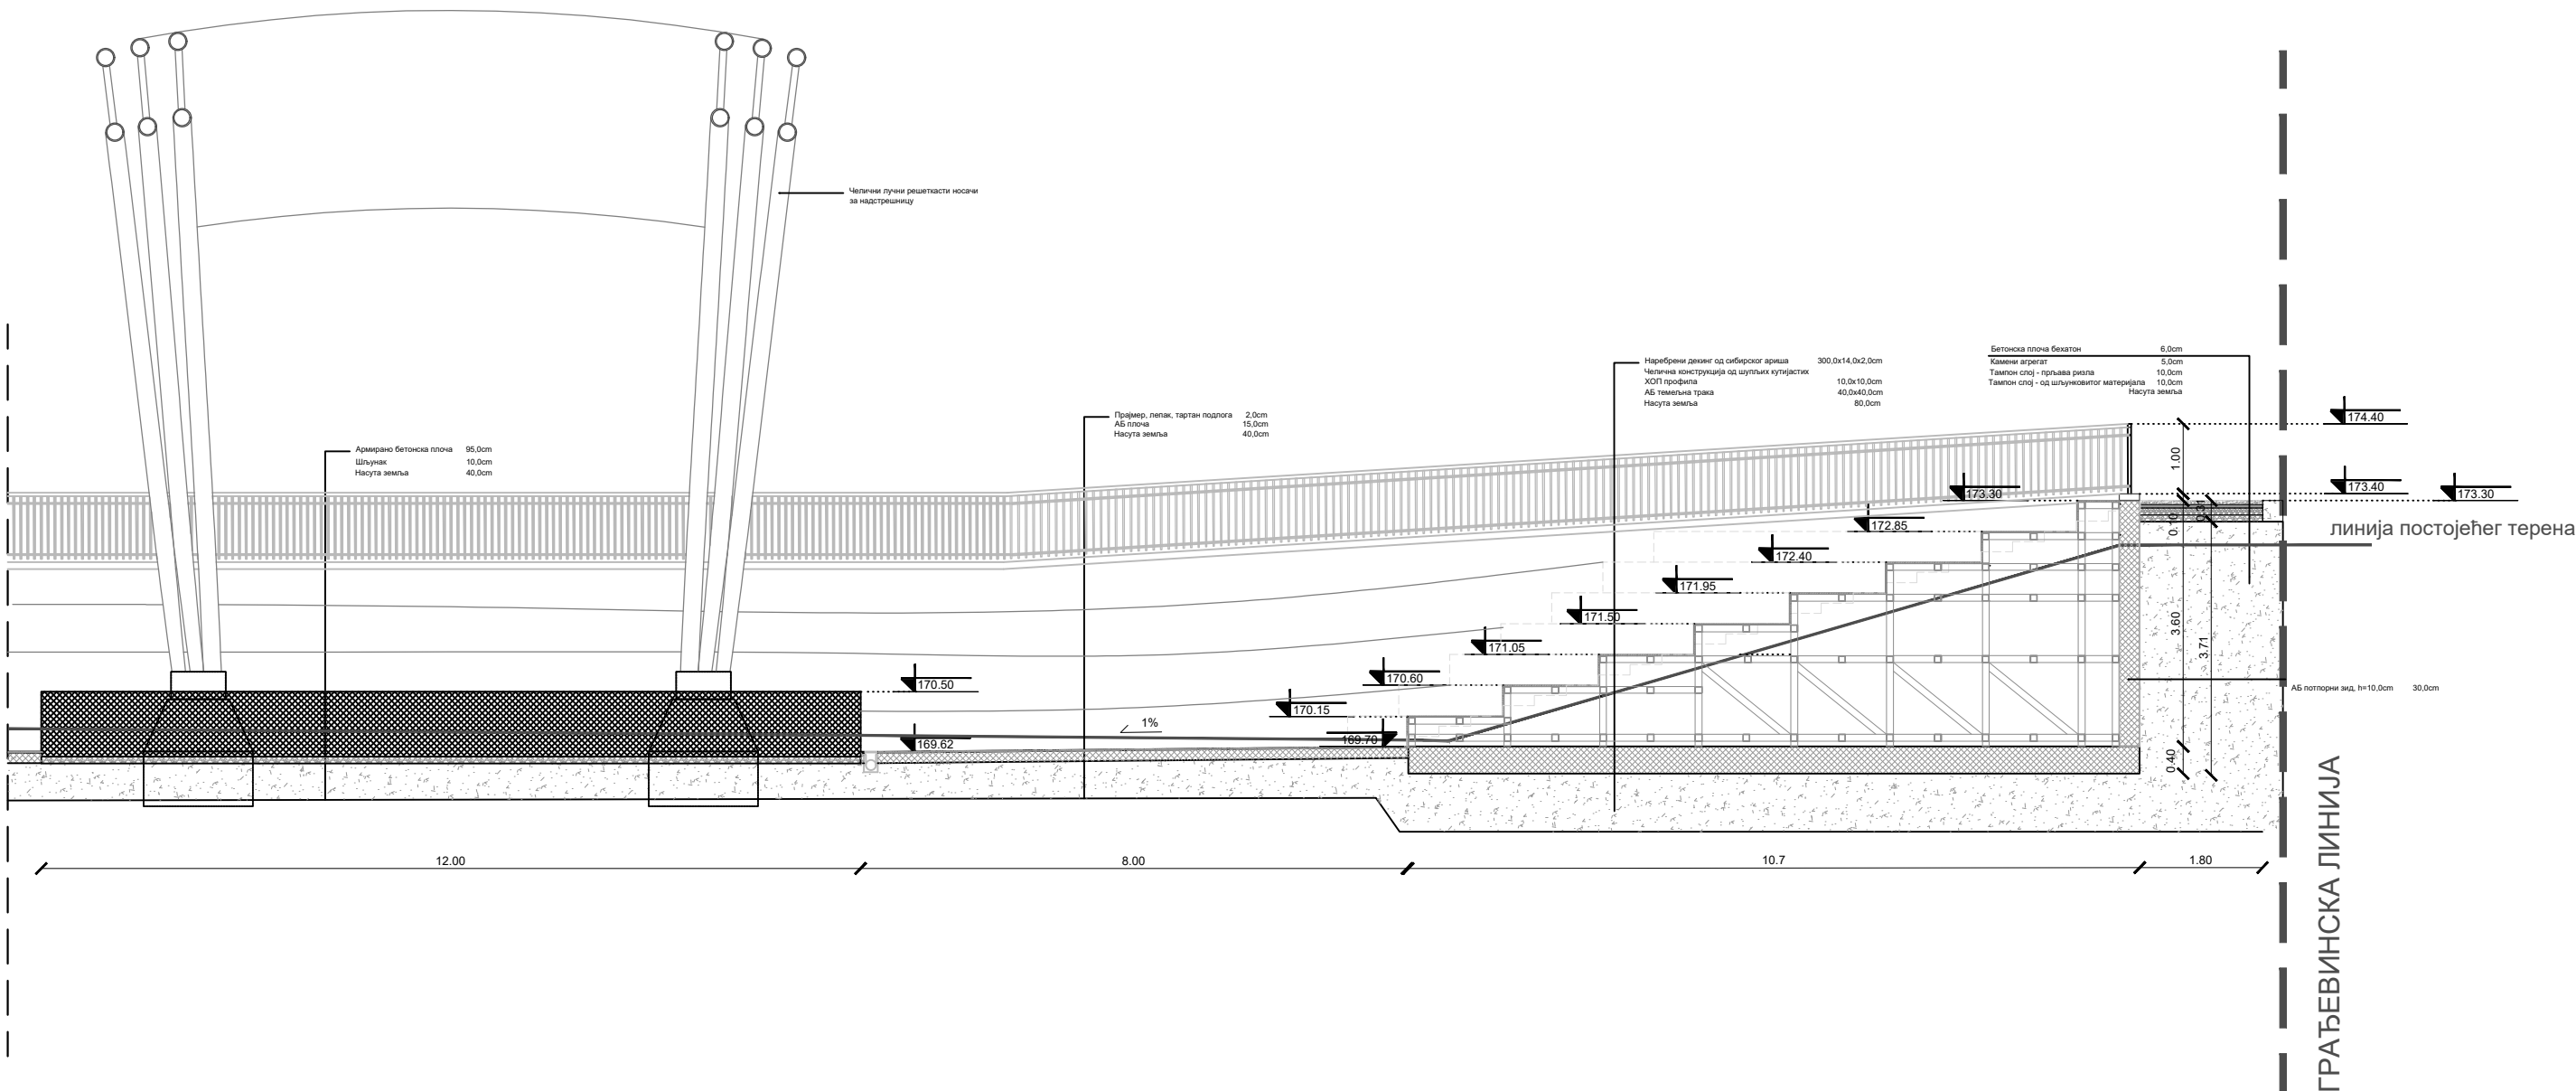 Челични лучни решеткасти носачи
за надстрешницу
Бетонска плоча бехатон 6,0cm
Камени агрегат 5,0cm
Тампон слој - прљава ризла 10,0cm
Тампон слој - од шљунковитог материјала 10,0cm
Насута земља
Наребрени декинг од сибирског ариша 300,0x14,0x2,0cm
Челична конструкција од шупљих кутијастих
ХОП профила 10,0x10,0cm
АБ темељна трака 40,0x40,0cm
Насута земља 80,0cm
Прајмер, лепак, тартан подлога 2,0cm
АБ плоча 15,0cm
Насута земља 40,0cm
Армирано бетонска плоча 95,0cm
Шљунак 10,0cm
Насута земља 40,0cm
174.40
1.00
173.40
173.30
173.30
0.31
0.10
линија постојећег терена
172.85
172.40
171.95
171.50
171.05
170.60
170.50
170.15
169.70
169.62
1%
3.60
3.71
0.40
АБ потпорни зид, h=10,0cm 30,0cm
12.00
8.00
10.7
1.80
ГРАЂЕВИНСКА ЛИНИЈА